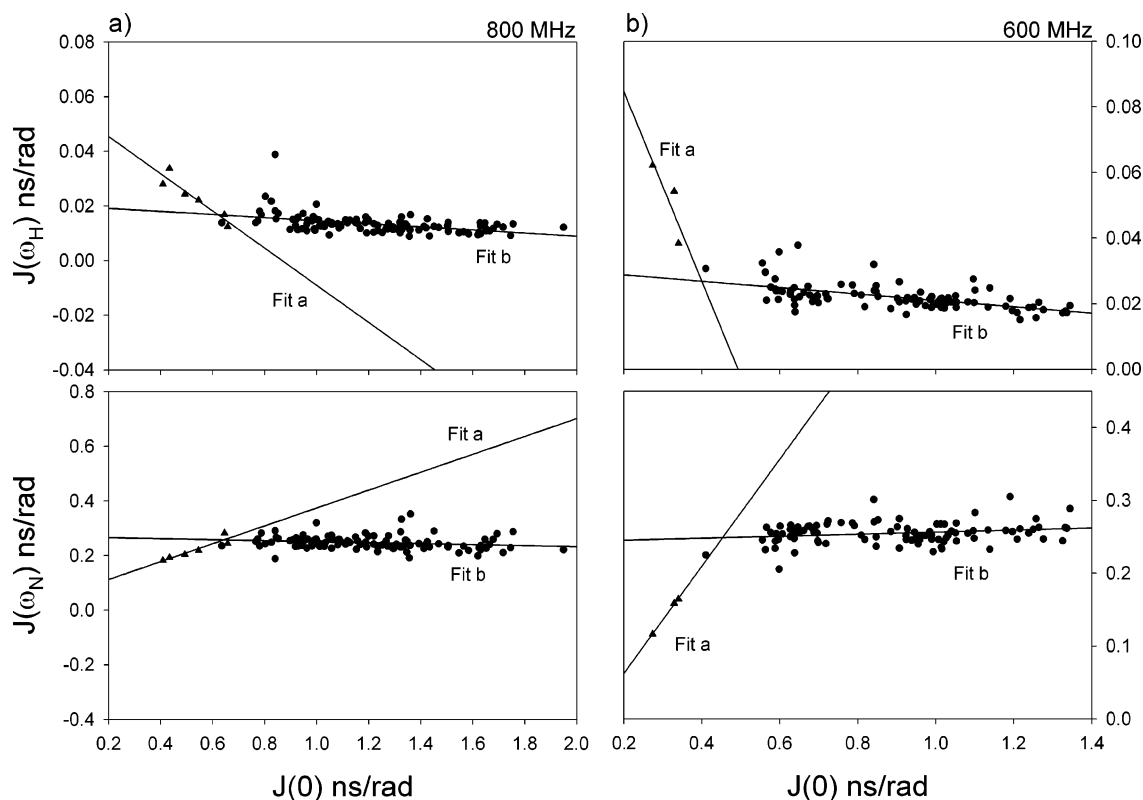 a)
800 MHz
b)
600 MHz
0.08
0.06
0.04
0.02
0.00
-0.02
-0.04
J(ωH) ns/rad
Fit a
Fit b
0.10
0.08
0.06
0.04
0.02
0.00
Fit a
Fit b
0.8
0.6
0.4
0.2
0.0
-0.2
-0.4
J(ωN) ns/rad
Fit a
Fit b
0.4
0.3
0.2
0.1
0.0
Fit b
Fit a
0.4 0.6 0.8 1.0 1.2 1.4 1.6 1.8 2.0
0.2 0.4 0.6 0.8 1.0 1.2 1.4
J(0) ns/rad
J(0) ns/rad